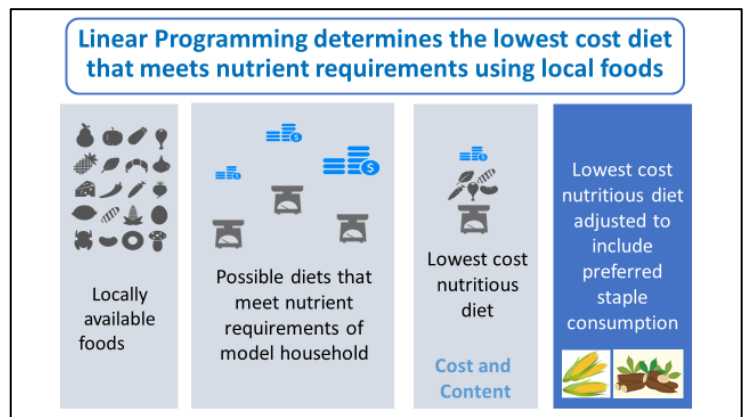 Linear Programming determines the lowest cost diet
that meets nutrient requirements using local foods
Locally
available
foods
$
$
$
Possible diets that
meet nutrient
requirements of
model household
$
Lowest cost
nutritious
diet
Cost and
Content
Lowest cost
nutritious diet
adjusted to
include
preferred
staple
consumption